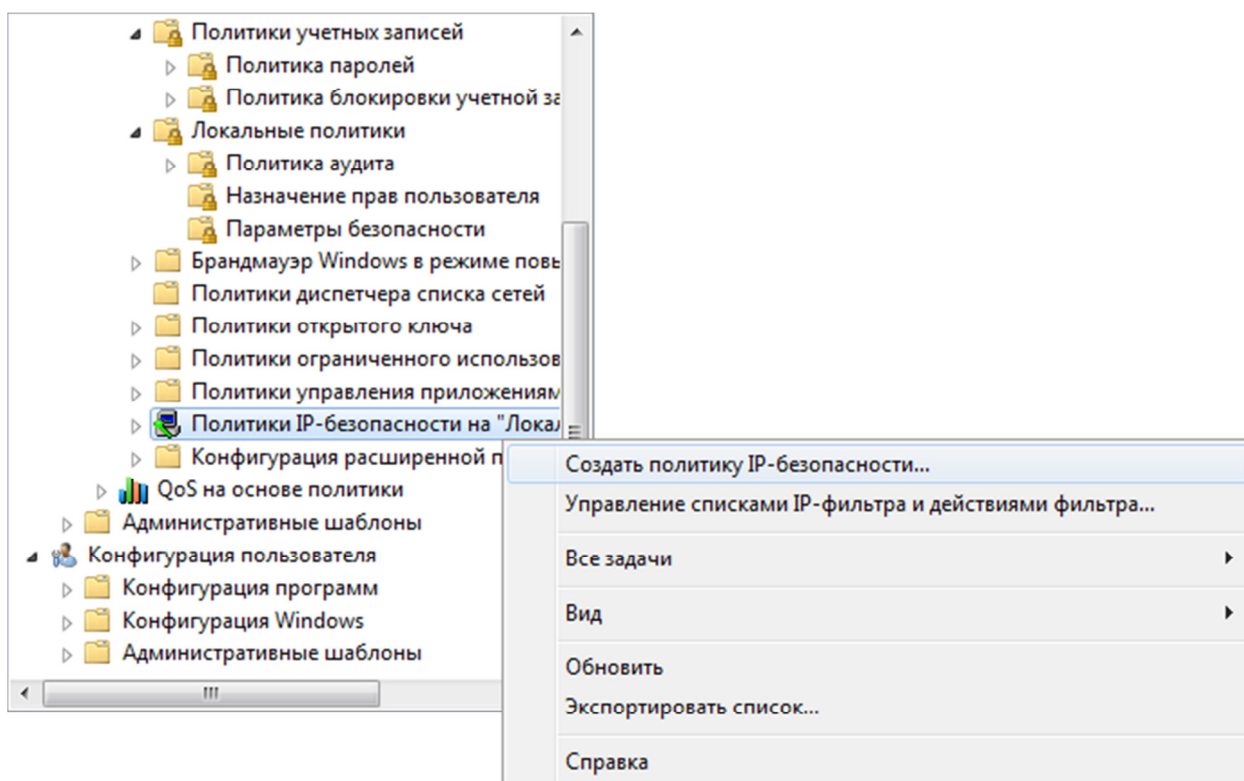 Политики учетных записей
Политика паролей
Политика блокировки учетной за
Локальные политики
Политика аудита
Назначение прав пользователя
Параметры безопасности
Брандмауэр Windows в режиме повы
Политики диспетчера списка сетей
Политики открытого ключа
Политики ограниченного использов
Политики управления приложениям
Политики IP-безопасности на "Локал
Конфигурация расширенной п
QoS на основе политики
Административные шаблоны
Конфигурация пользователя
Конфигурация программ
Конфигурация Windows
Административные шаблоны
Создать политику IP-безопасности...
Управление списками IP-фильтра и действиями фильтра...
Все задачи
Вид
Обновить
Экспортировать список...
Справка